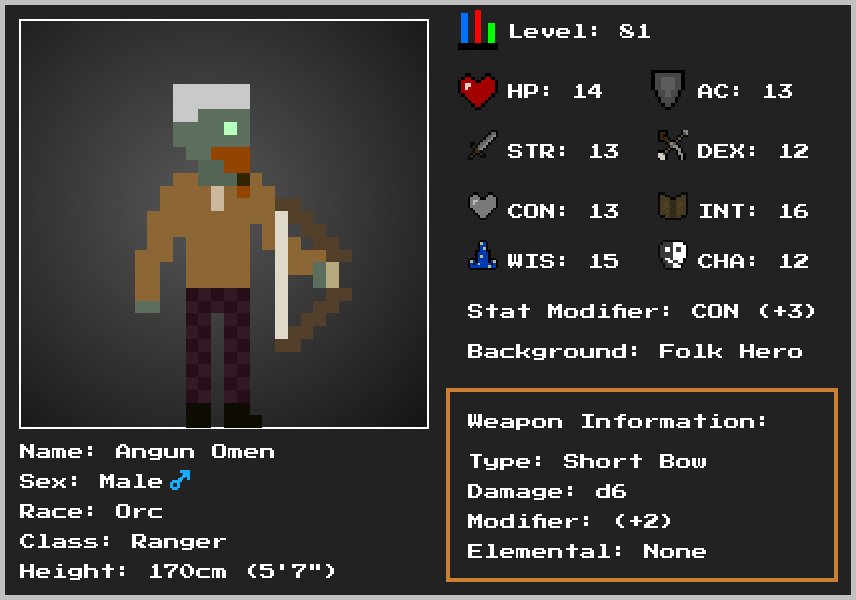 Level: 81
HP: 14
AC: 13
STR: 13
DEX: 12
CON: 13
INT: 16
WIS: 15
CHA: 12
Stat Modifier: CON (+3)
Background: Folk Hero
Weapon Information:
Type: Short Bow
Damage: d6
Modifier: (+2)
Elemental: None
Name: Angun Omen
Sex: Male ♂
Race: Orc
Class: Ranger
Height: 170cm (5'7")